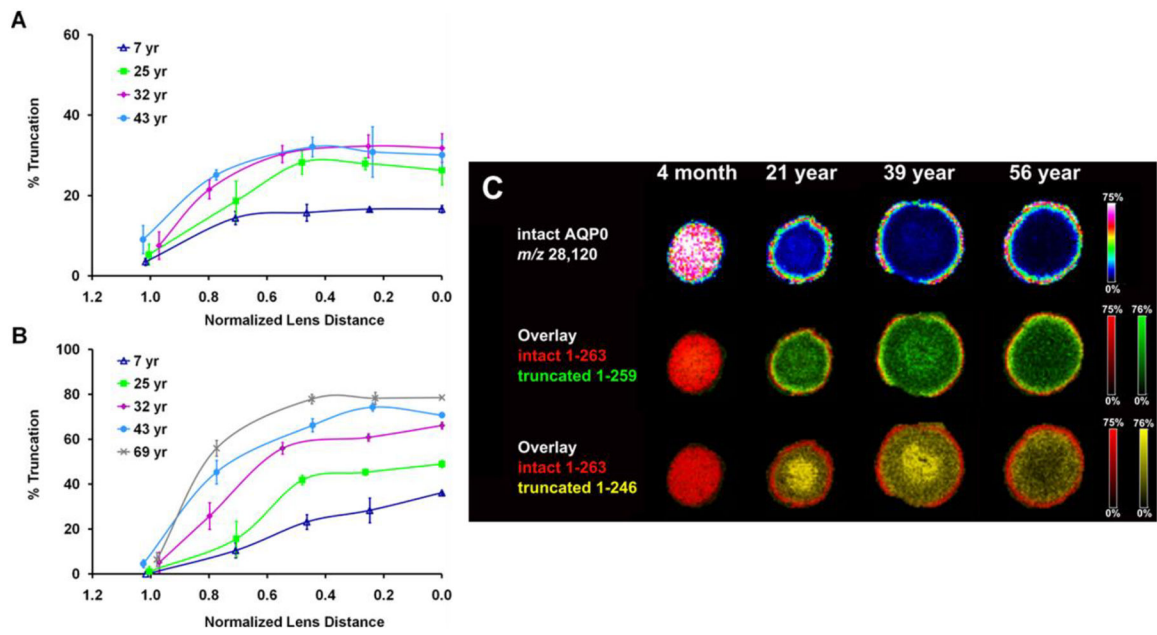 A
60
40
20
0
% Truncation
7 yr
25 yr
32 yr
43 yr
1.2 1.0 0.8 0.6 0.4 0.2 0.0
Normalized Lens Distance
B
100
80
60
40
20
0
% Truncation
7 yr
25 yr
32 yr
43 yr
69 yr
1.2 1.0 0.8 0.6 0.4 0.2 0.0
Normalized Lens Distance
C
4 month 21 year 39 year 56 year
intact AQP0
m/z 28,120
75%
0%
Overlay
intact 1-263
truncated 1-259
75% 76%
0% 0%
Overlay
intact 1-263
truncated 1-246
75% 76%
0% 0%